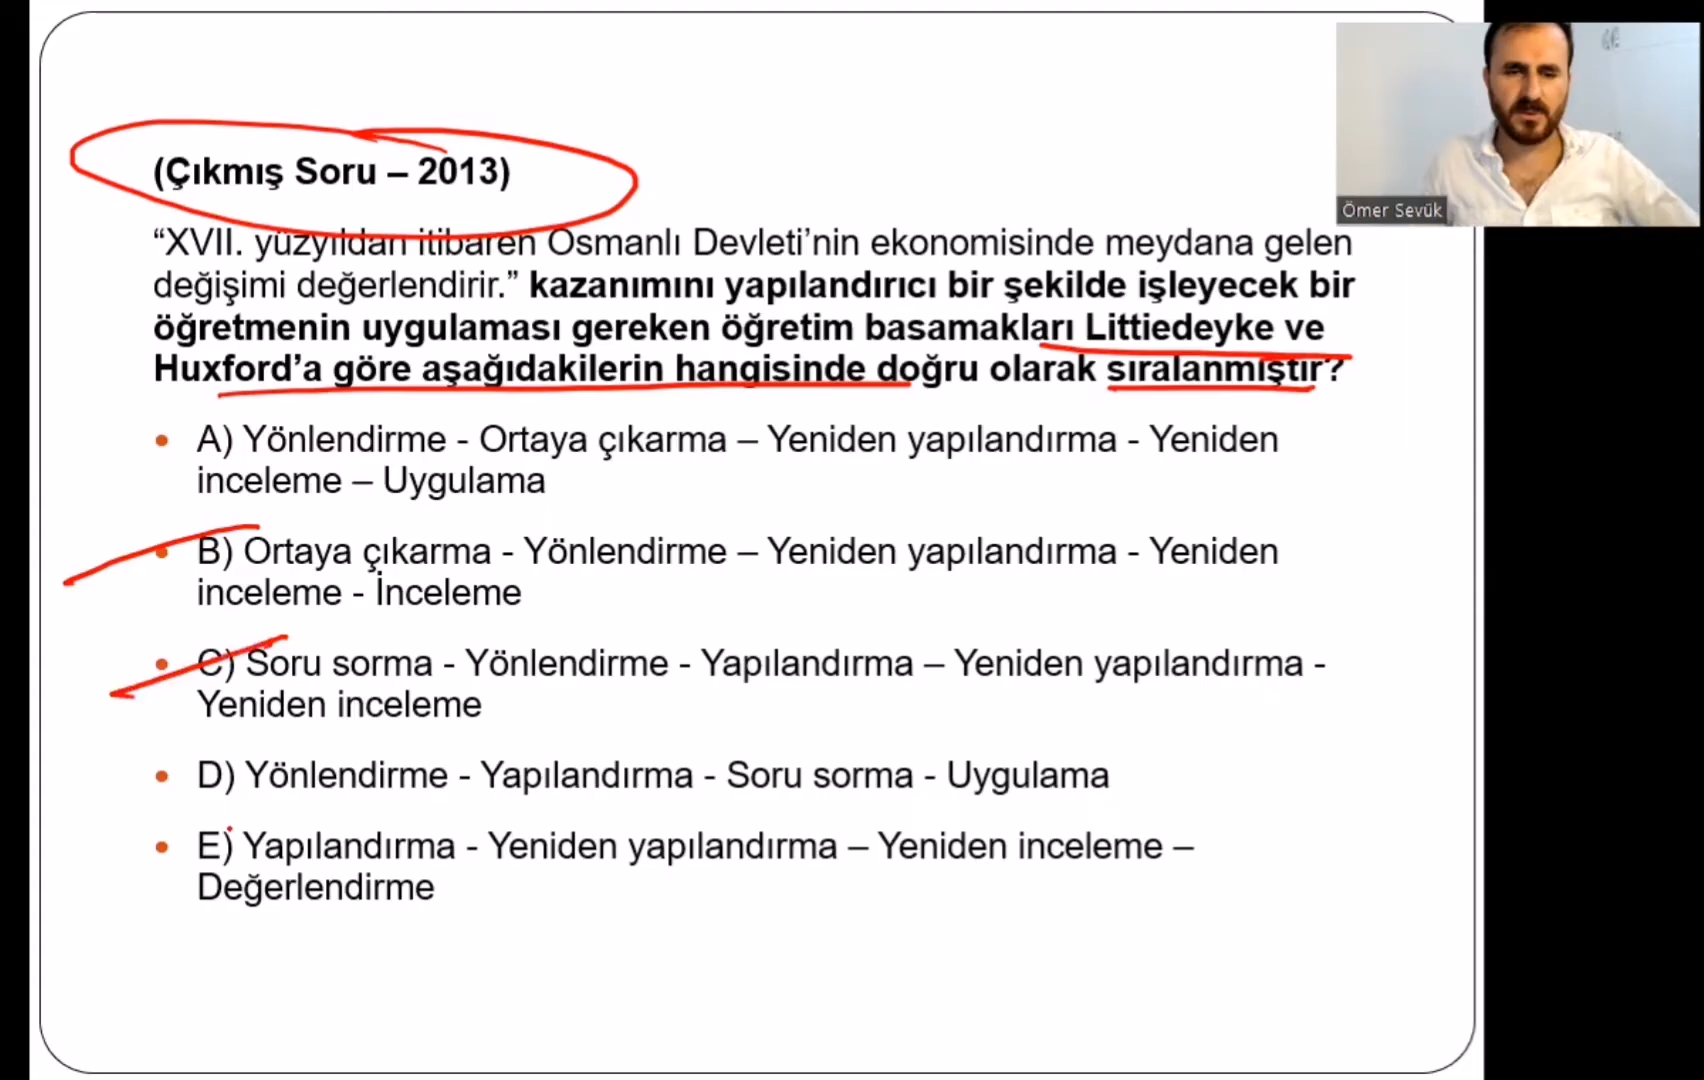 Ömer Sevük
(Çıkmış Soru – 2013)
“XVII. yüzyıldan itibaren Osmanlı Devleti’nin ekonomisinde meydana gelen
değişimi değerlendirir.” kazanımını yapılandırıcı bir şekilde işleyecek bir
öğretmenin uygulaması gereken öğretim basamakları Littiedeyke ve
Huxford’a göre aşağıdakilerin hangisinde doğru olarak sıralanmıştır?
• A) Yönlendirme - Ortaya çıkarma – Yeniden yapılandırma - Yeniden
inceleme – Uygulama
• B) Ortaya çıkarma - Yönlendirme – Yeniden yapılandırma - Yeniden
inceleme - İnceleme
• C) Soru sorma - Yönlendirme - Yapılandırma – Yeniden yapılandırma -
Yeniden inceleme
• D) Yönlendirme - Yapılandırma - Soru sorma - Uygulama
• E) Yapılandırma - Yeniden yapılandırma – Yeniden inceleme –
Değerlendirme